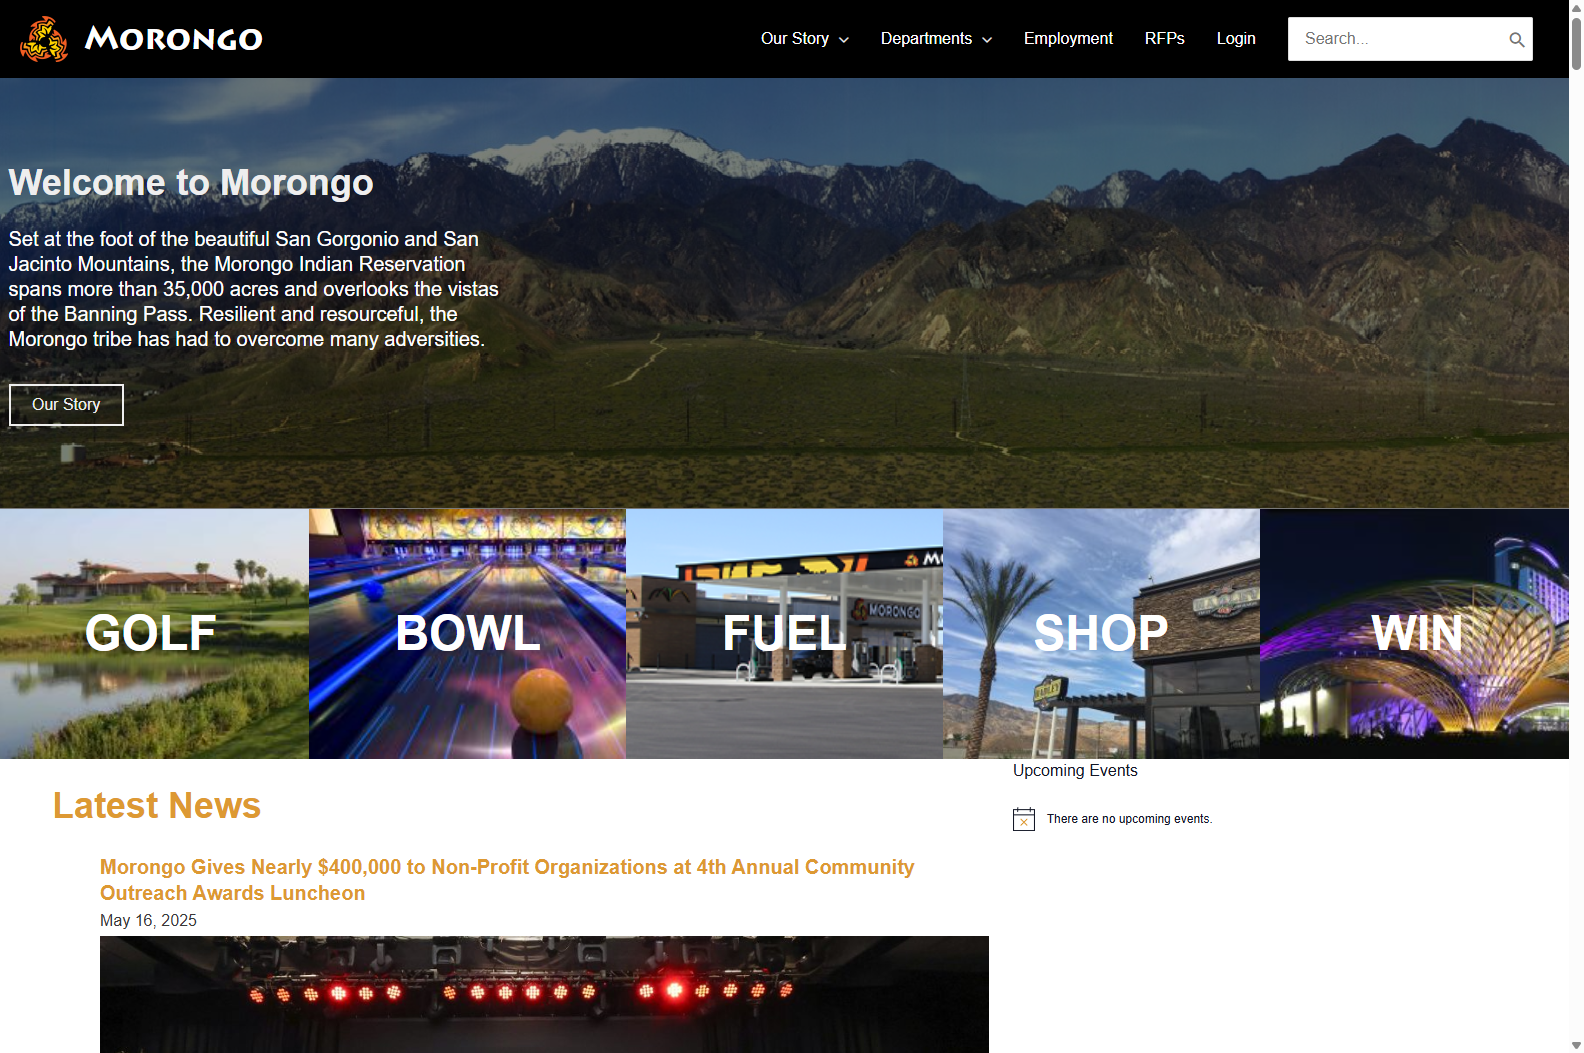 MORONGO
Our Story
Departments
Employment
RFPs
Login
Search...
Welcome to Morongo
Set at the foot of the beautiful San Gorgonio and San
Jacinto Mountains, the Morongo Indian Reservation
spans more than 35,000 acres and overlooks the vistas
of the Banning Pass. Resilient and resourceful, the
Morongo tribe has had to overcome many adversities.
Our Story
GOLF
BOWL
FUEL
SHOP
WIN
MO
MORONGO
HADLEY
Upcoming Events
There are no upcoming events.
Latest News
Morongo Gives Nearly $400,000 to Non-Profit Organizations at 4th Annual Community
Outreach Awards Luncheon
May 16, 2025